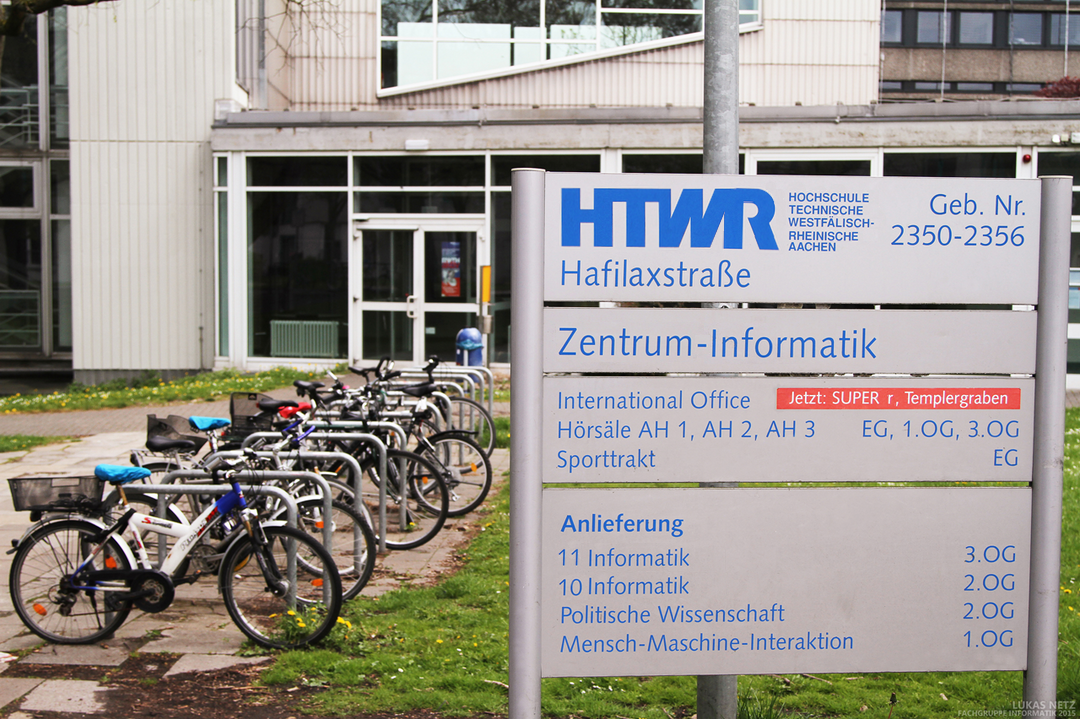 HTWR
HOCHSCHULE
TECHNISCHE
WESTFÄLISCH-
RHEINISCHE
AACHEN
Geb. Nr.
2350-2356
Hafilaxstraße
Zentrum-Informatik
International Office Jetzt: SUPER r, Templergraben
Hörsäle AH 1, AH 2, AH 3 EG, 1.OG, 3.OG
Sporttrakt EG
Anlieferung
11 Informatik 3.OG
10 Informatik 2.OG
Politische Wissenschaft 2.OG
Mensch-Maschine-Interaktion 1.OG
LUKAS NETZ
FACHGRUPPE INFORMATIK 2015